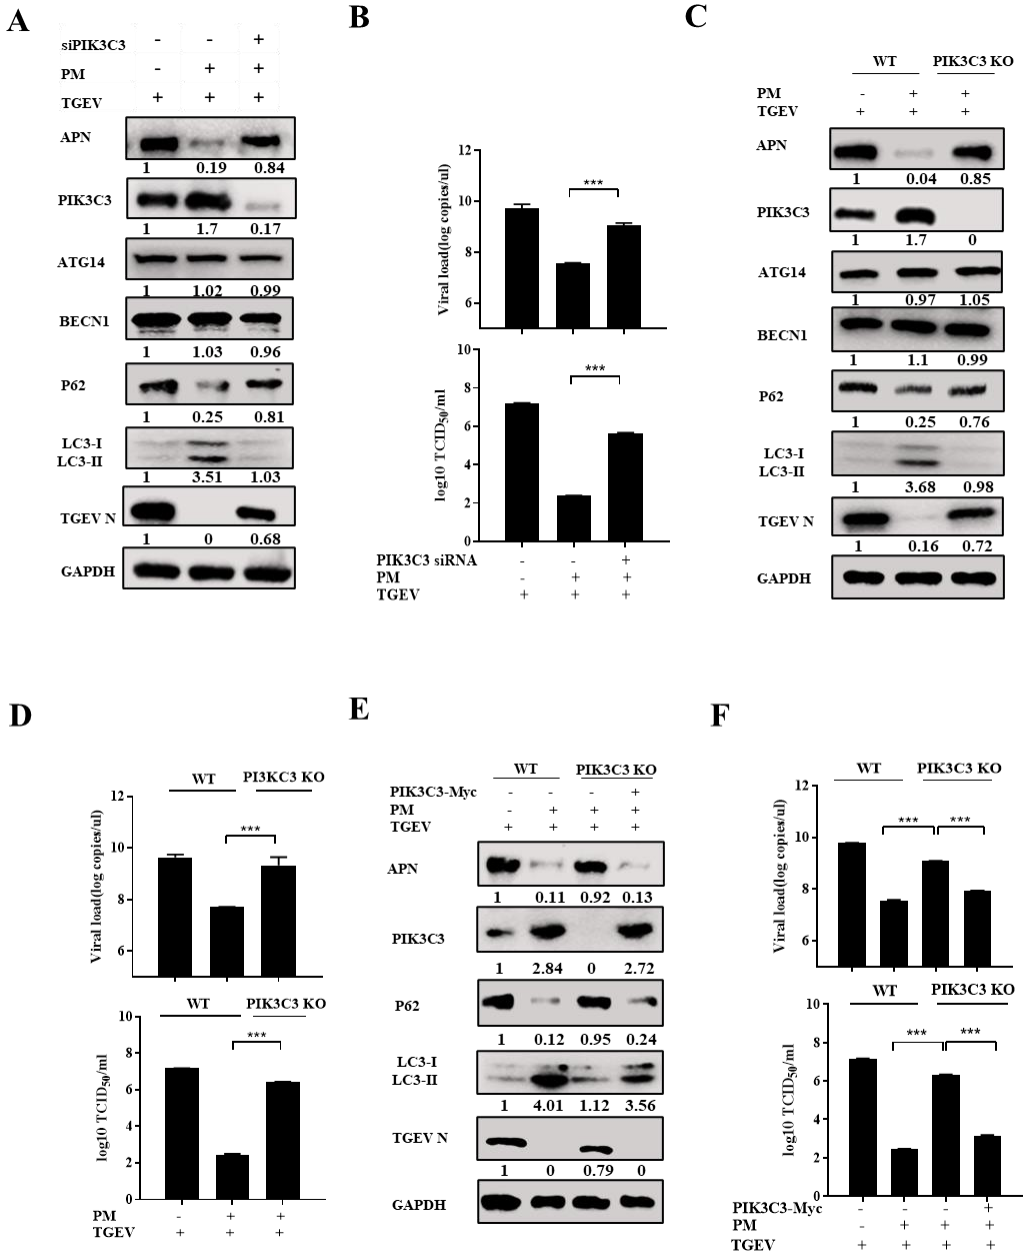 A
siPIK3C3 - - +
PM - + +
TGEV + + +
APN
1 0.19 0.84
PIK3C3
1 1.7 0.17
ATG14
1 1.02 0.99
BECN1
1 1.03 0.96
P62
1 0.25 0.81
LC3-I
LC3-II
1 3.51 1.03
TGEV N
1 0 0.68
GAPDH
B
Viral load(log copies/ul)
12
10
8
6
***
log10 TCID50/ml
10
8
6
4
2
0
***
PIK3C3 siRNA - - +
PM - + +
TGEV + + +
C
WT PIK3C3 KO
PM - + +
TGEV + + +
APN
1 0.04 0.85
PIK3C3
1 1.7 0
ATG14
1 0.97 1.05
BECN1
1 1.1 0.99
P62
1 0.25 0.76
LC3-I
LC3-II
1 3.68 0.98
TGEV N
1 0.16 0.72
GAPDH
D
WT PI3KC3 KO
Viral load(log copies/ul)
12
10
8
6
***
WT PIK3C3 KO
log10 TCID50/ml
10
8
6
4
2
0
***
PM - + +
TGEV + + +
E
WT PIK3C3 KO
PIK3C3-Myc - - - +
PM - + + +
TGEV + + + +
APN
1 0.11 0.92 0.13
PIK3C3
1 2.84 0 2.72
P62
1 0.12 0.95 0.24
LC3-I
LC3-II
1 4.01 1.12 3.56
TGEV N
1 0 0.79 0
GAPDH
F
WT PIK3C3 KO
Viral load(log copies/ul)
12
10
8
6
*** ***
WT PIK3C3 KO
log10 TCID50/ml
10
8
6
4
2
0
*** ***
PIK3C3-Myc - - - +
PM - + + +
TGEV + + + +